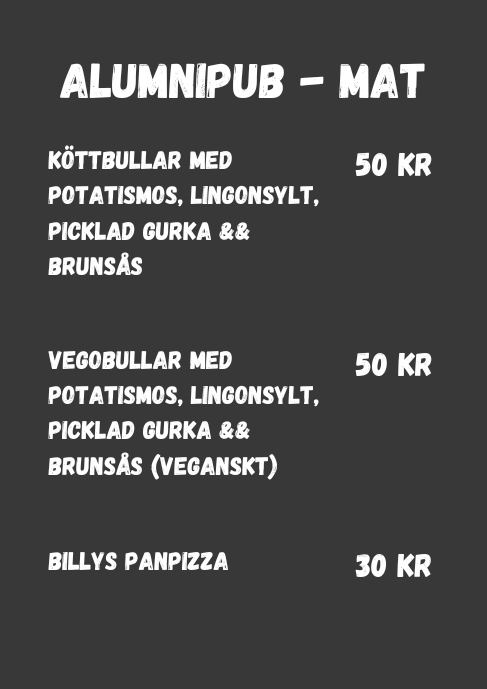 ALUMNIPUB - MAT
KÖTTBULLAR MED 50 KR
POTATISMOS, LINGONSYLT,
PICKLAD GURKA &&
BRUNSÅS
VEGOBULLAR MED 50 KR
POTATISMOS, LINGONSYLT,
PICKLAD GURKA &&
BRUNSÅS (VEGANSKT)
BILLYS PANPIZZA 30 KR